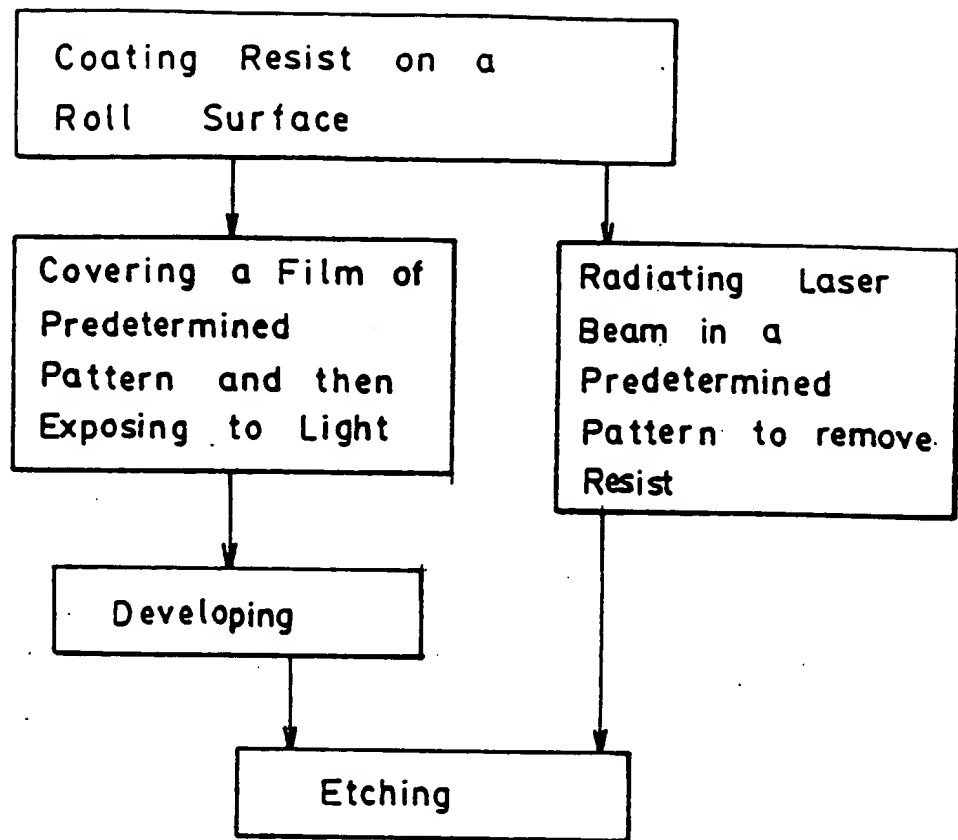 Coating Resist on a
Roll Surface
Covering a Film of
Predetermined
Pattern and then
Exposing to Light
Radiating Laser
Beam in a
Predetermined
Pattern to remove
Resist
Developing
Etching